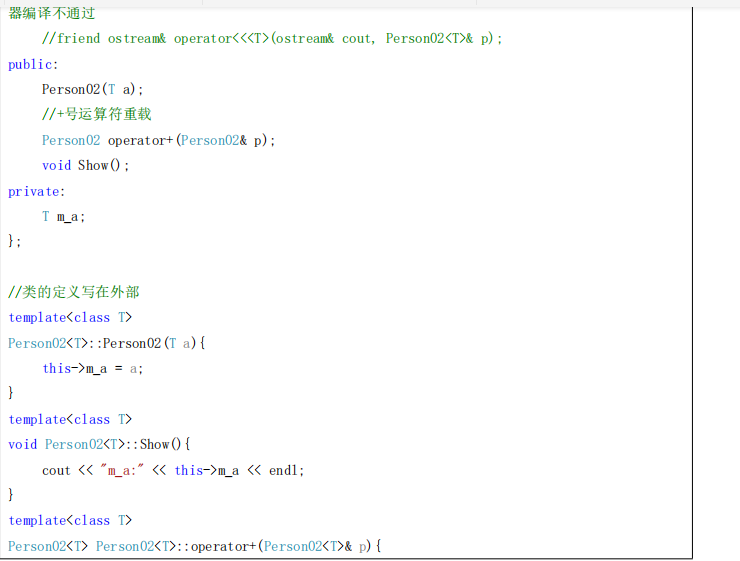 器编译不通过
//friend ostream& operator<<<T>(ostream& cout, Person02<T>& p);
public:
Person02(T a);
//+号运算符重载
Person02 operator+(Person02& p);
void Show();
private:
T m_a;
};
//类的定义写在外部
template<class T>
Person02<T>::Person02(T a){
this->m_a = a;
}
template<class T>
void Person02<T>::Show(){
cout << "m_a:" << this->m_a << endl;
}
template<class T>
Person02<T> Person02<T>::operator+(Person02<T>& p){